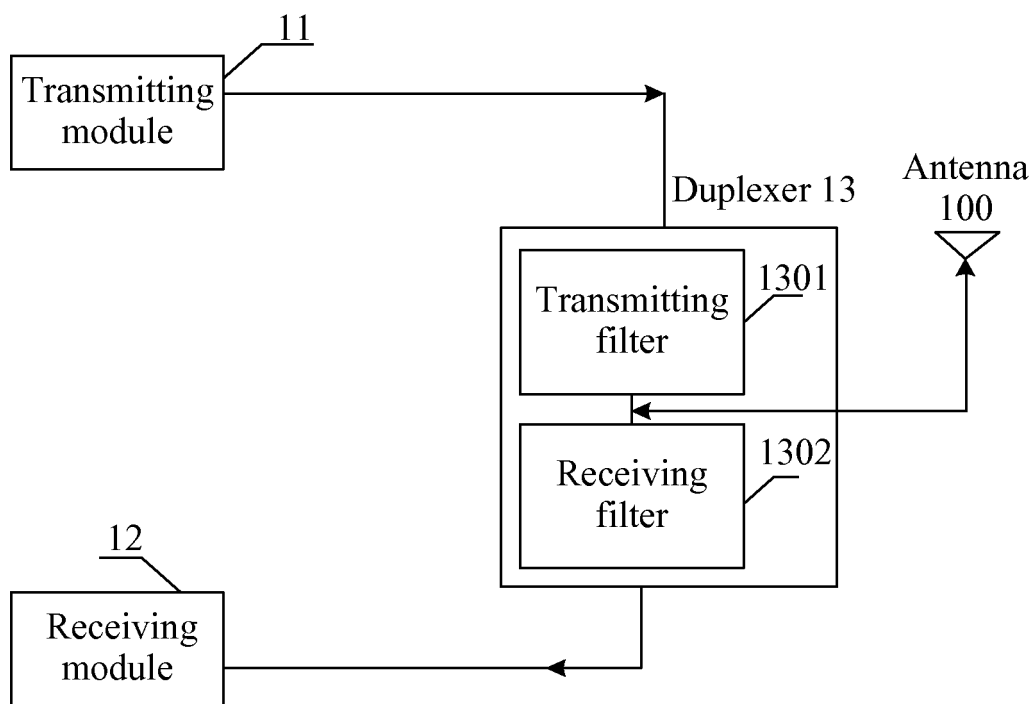 11
Transmitting
module
Duplexer 13
Antenna
100
1301
Transmitting
filter
1302
Receiving
filter
12
Receiving
module